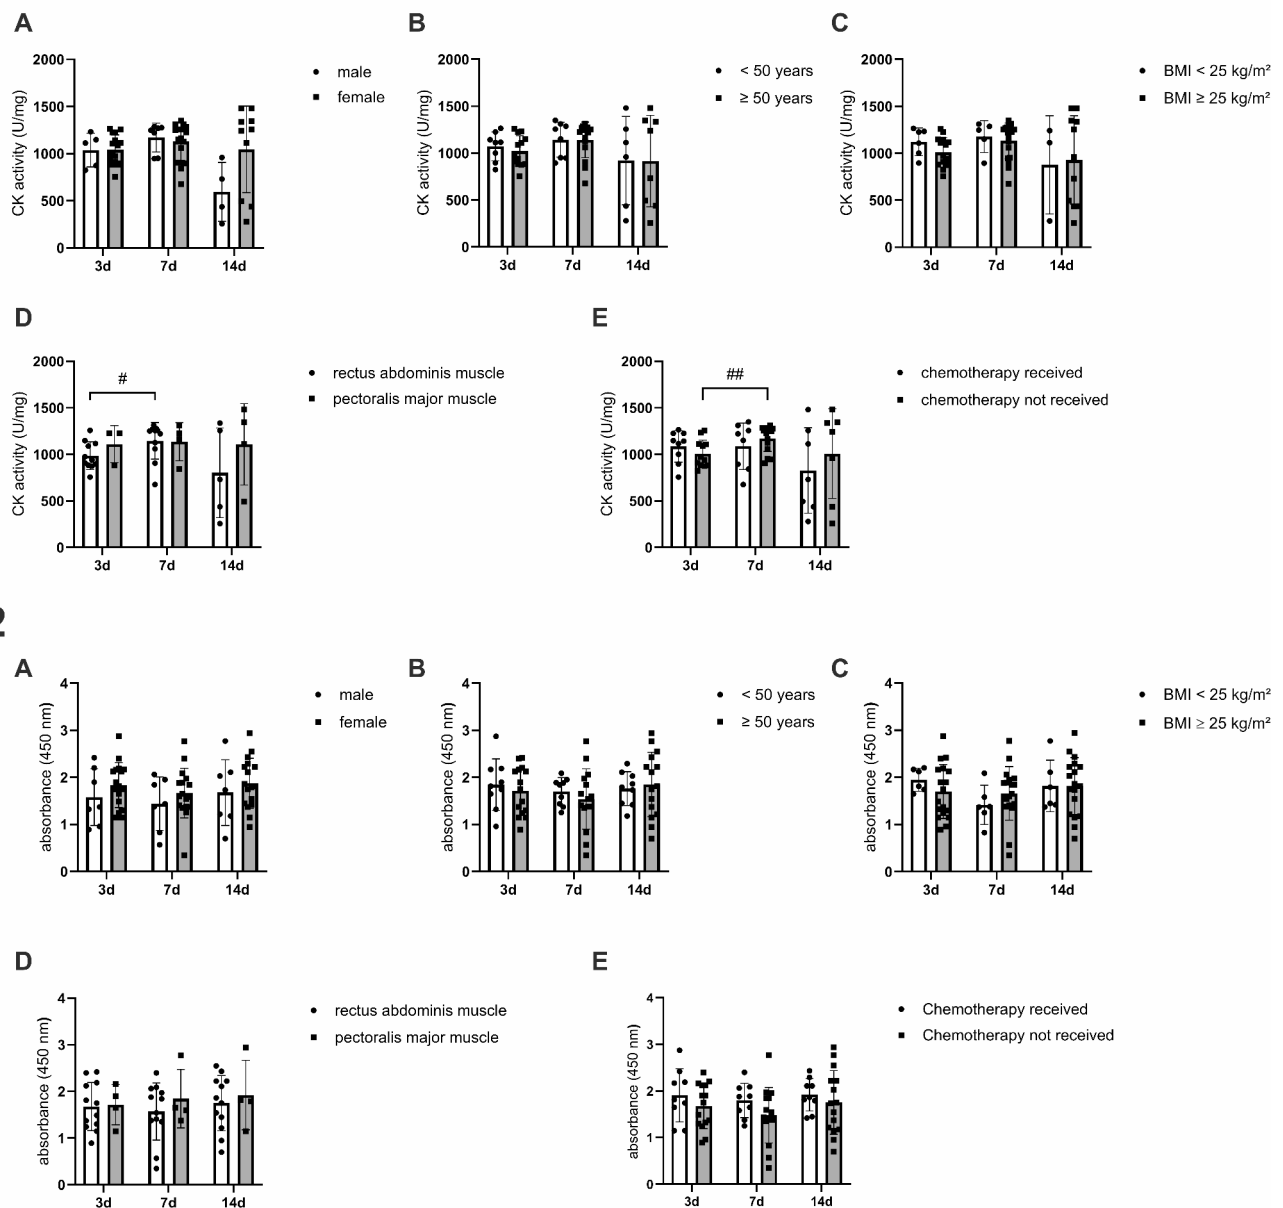 A
B
C
2000
1500
1000
500
0
CK activity (U/mg)
3d
7d
14d
male
female
2000
1500
1000
500
0
CK activity (U/mg)
3d
7d
14d
< 50 years
≥ 50 years
2000
1500
1000
500
0
CK activity (U/mg)
3d
7d
14d
BMI < 25 kg/m²
BMI ≥ 25 kg/m²
D
E
2000
1500
1000
500
0
CK activity (U/mg)
#
3d
7d
14d
rectus abdominis muscle
pectoralis major muscle
2000
1500
1000
500
0
CK activity (U/mg)
##
3d
7d
14d
chemotherapy received
chemotherapy not received
2
A
B
C
4
3
2
1
0
absorbance (450 nm)
3d
7d
14d
male
female
4
3
2
1
0
absorbance (450 nm)
3d
7d
14d
< 50 years
≥ 50 years
4
3
2
1
0
absorbance (450 nm)
3d
7d
14d
BMI < 25 kg/m²
BMI ≥ 25 kg/m²
D
E
4
3
2
1
0
absorbance (450 nm)
3d
7d
14d
rectus abdominis muscle
pectoralis major muscle
4
3
2
1
0
absorbance (450 nm)
3d
7d
14d
Chemotherapy received
Chemotherapy not received